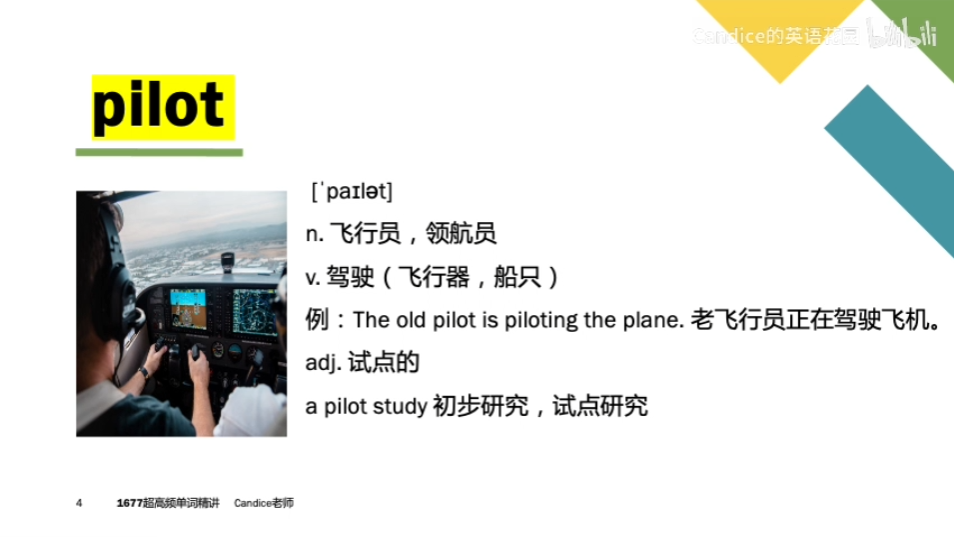 Candice的英语花园 bilibili
pilot
[ˈpaɪlət]
n. 飞行员，领航员
v. 驾驶（飞行器，船只）
例：The old pilot is piloting the plane. 老飞行员正在驾驶飞机。
adj. 试点的
a pilot study 初步研究，试点研究
4 1677超高频单词精讲 Candice老师